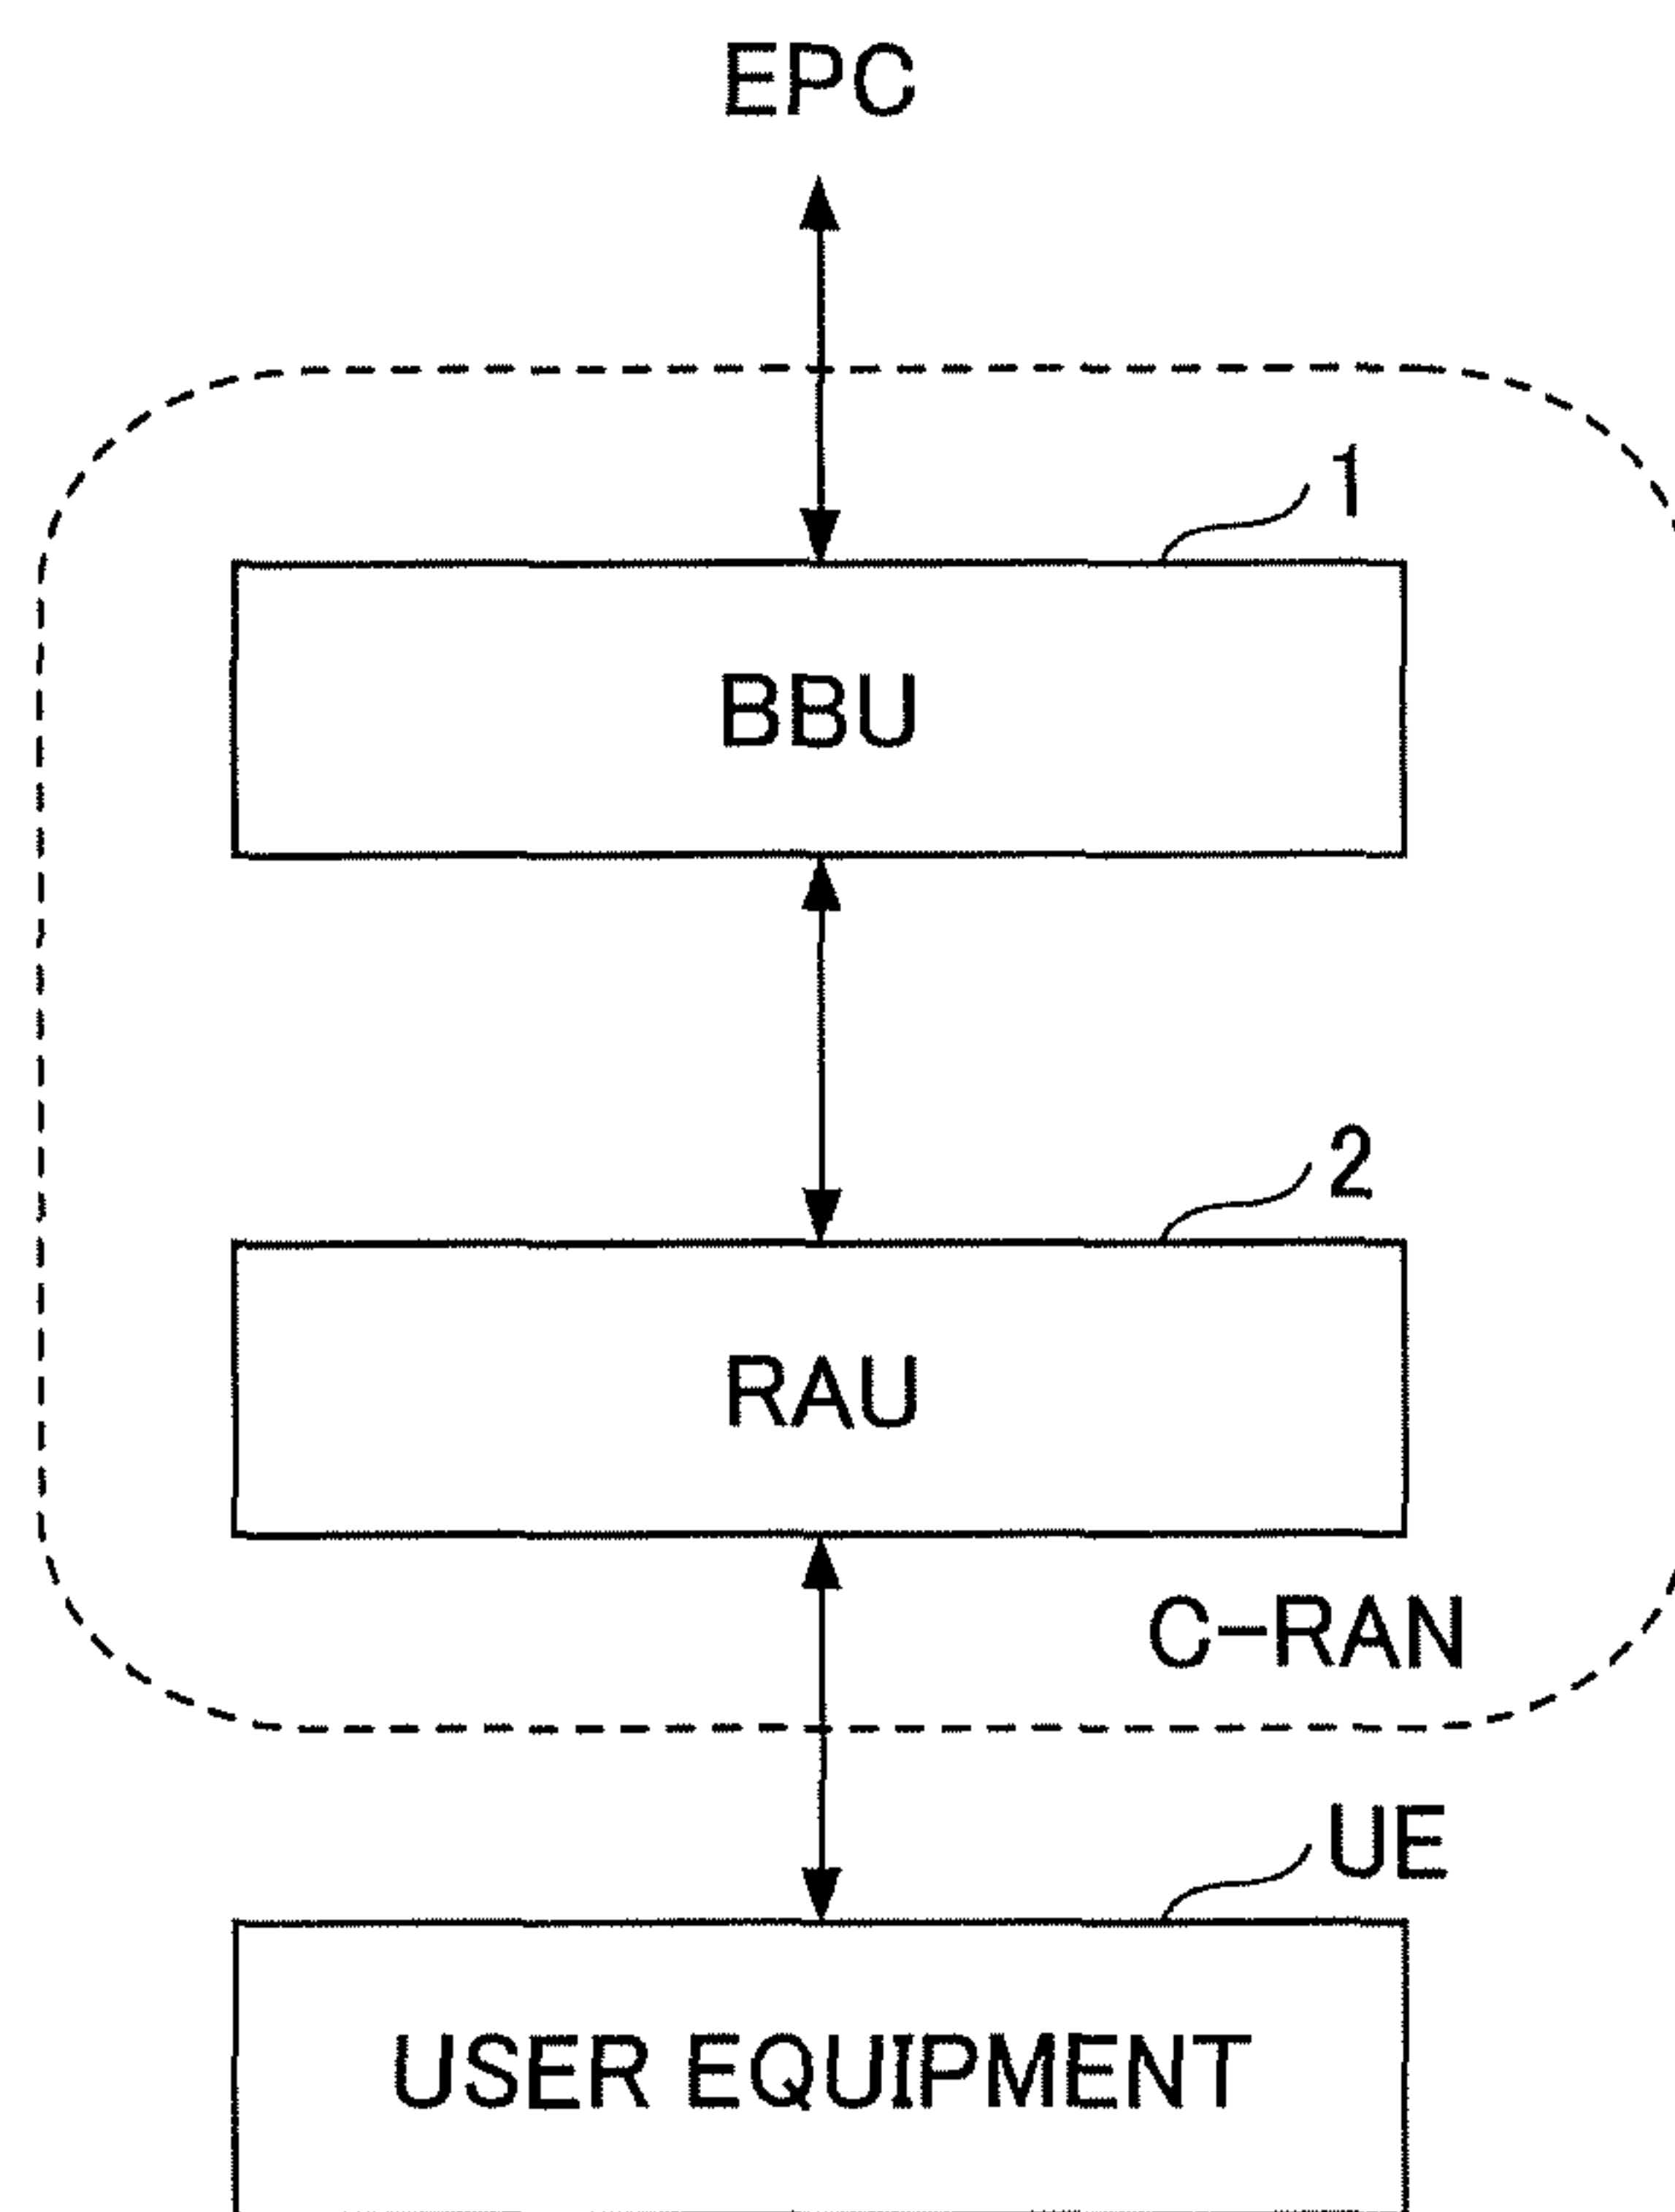 EPC
1
BBU
2
RAU
C-RAN
UE
USER EQUIPMENT